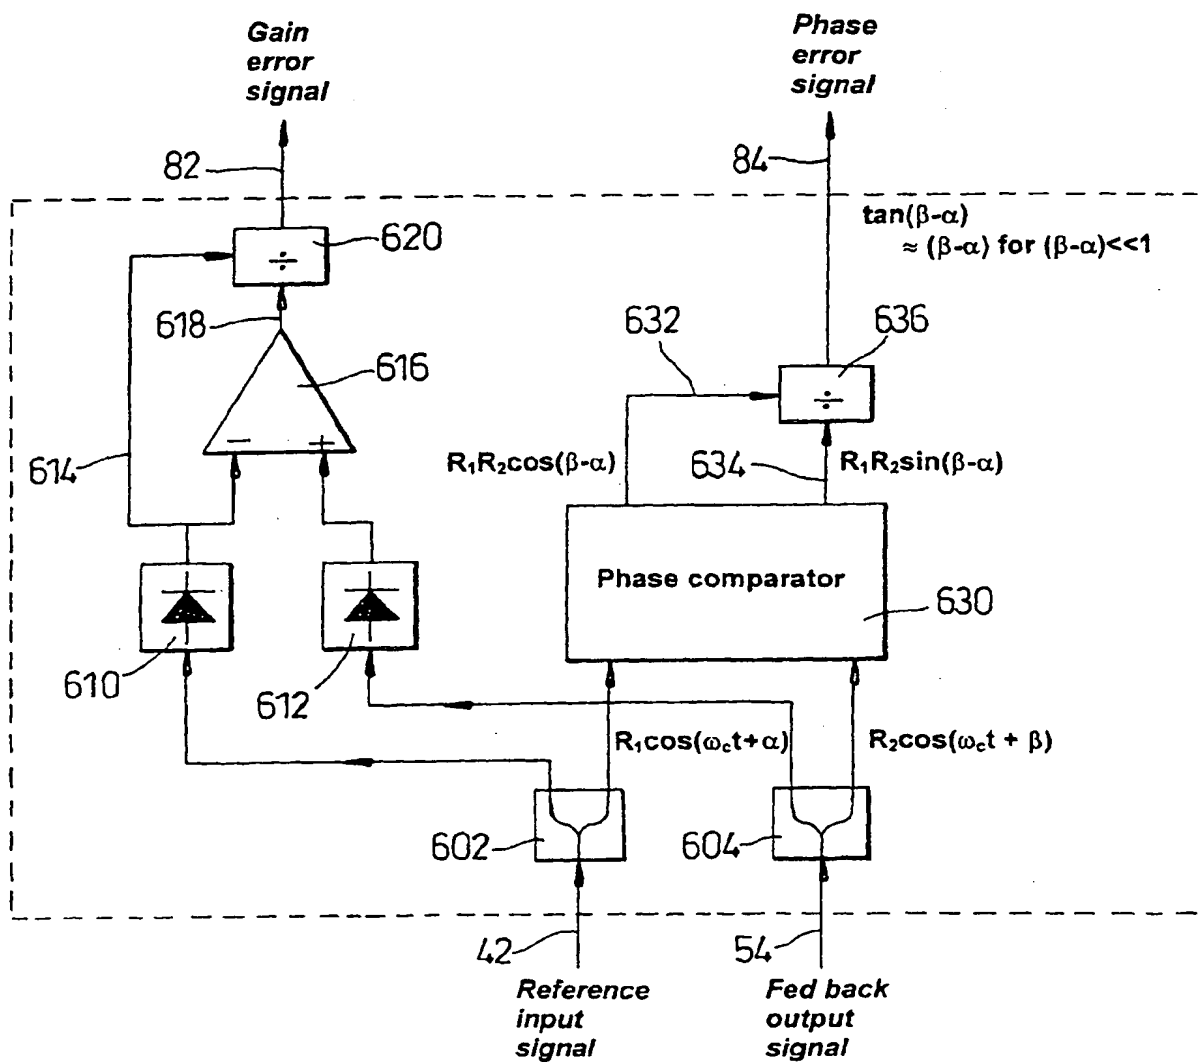 Gain
error
signal
Phase
error
signal
82
84
620
÷
tan(β-α)
≈ (β-α) for (β-α)<<1
618
632
636
616
÷
− +
614
R₁R₂cos(β-α)
634
R₁R₂sin(β-α)
Phase comparator
630
610
612
R₁cos(ω꜀t+α)
R₂cos(ω꜀t + β)
602
604
42
54
Reference
input
signal
Fed back
output
signal